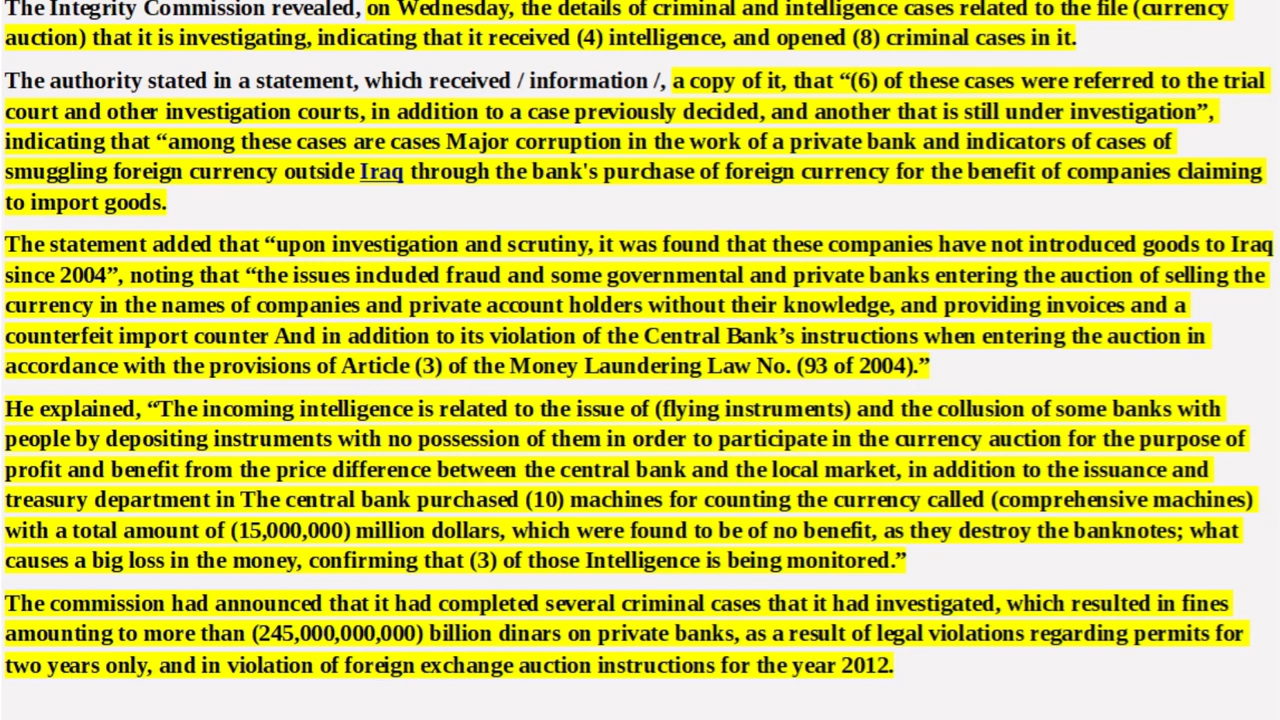 The Integrity Commission revealed, on Wednesday, the details of criminal and intelligence cases related to the file (currency
auction) that it is investigating, indicating that it received (4) intelligence, and opened (8) criminal cases in it.
The authority stated in a statement, which received / information /, a copy of it, that “(6) of these cases were referred to the trial
court and other investigation courts, in addition to a case previously decided, and another that is still under investigation”,
indicating that “among these cases are cases Major corruption in the work of a private bank and indicators of cases of
smuggling foreign currency outside Iraq through the bank's purchase of foreign currency for the benefit of companies claiming
to import goods.
The statement added that “upon investigation and scrutiny, it was found that these companies have not introduced goods to Iraq
since 2004”, noting that “the issues included fraud and some governmental and private banks entering the auction of selling the
currency in the names of companies and private account holders without their knowledge, and providing invoices and a
counterfeit import counter And in addition to its violation of the Central Bank’s instructions when entering the auction in
accordance with the provisions of Article (3) of the Money Laundering Law No. (93 of 2004).”
He explained, “The incoming intelligence is related to the issue of (flying instruments) and the collusion of some banks with
people by depositing instruments with no possession of them in order to participate in the currency auction for the purpose of
profit and benefit from the price difference between the central bank and the local market, in addition to the issuance and
treasury department in The central bank purchased (10) machines for counting the currency called (comprehensive machines)
with a total amount of (15,000,000) million dollars, which were found to be of no benefit, as they destroy the banknotes; what
causes a big loss in the money, confirming that (3) of those Intelligence is being monitored.”
The commission had announced that it had completed several criminal cases that it had investigated, which resulted in fines
amounting to more than (245,000,000,000) billion dinars on private banks, as a result of legal violations regarding permits for
two years only, and in violation of foreign exchange auction instructions for the year 2012.